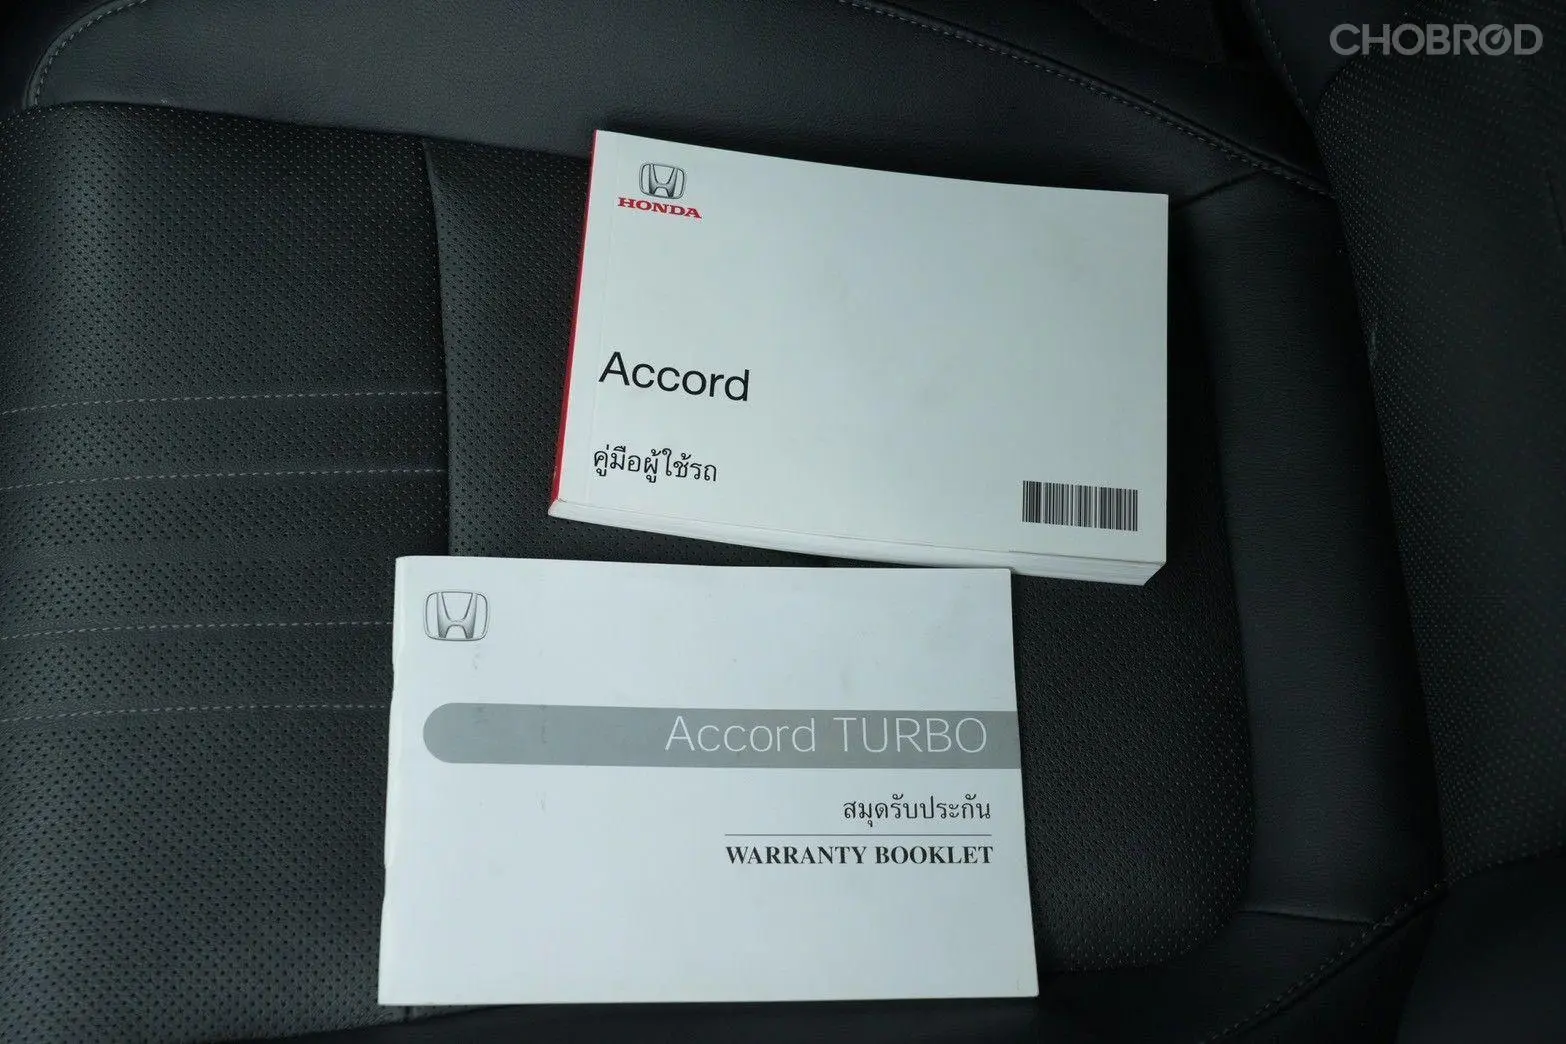 CHOBROD
HONDA
Accord
คู่มือผู้ใช้รถ
Accord TURBO
สมุดรับประกัน
WARRANTY BOOKLET